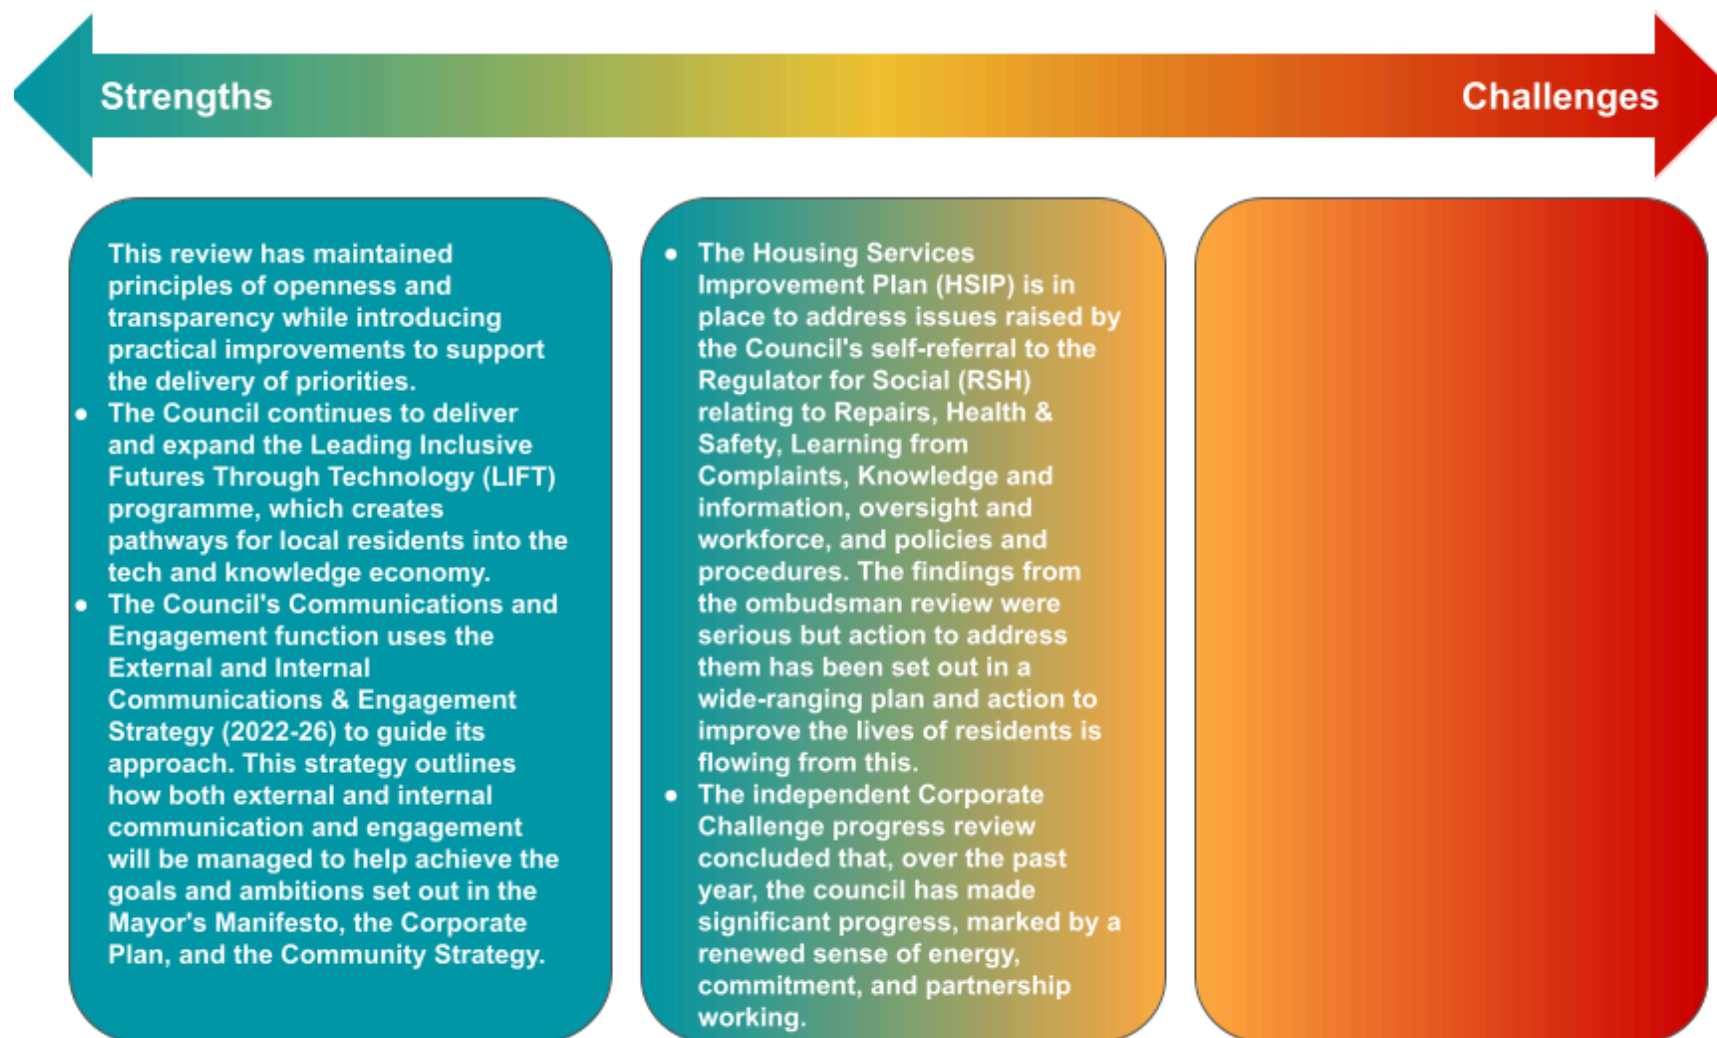 Strengths
Challenges
This review has maintained
principles of openness and
transparency while introducing
practical improvements to support
the delivery of priorities.
● The Council continues to deliver
and expand the Leading Inclusive
Futures Through Technology (LIFT)
programme, which creates
pathways for local residents into the
tech and knowledge economy.
● The Council's Communications and
Engagement function uses the
External and Internal
Communications & Engagement
Strategy (2022-26) to guide its
approach. This strategy outlines
how both external and internal
communication and engagement
will be managed to help achieve the
goals and ambitions set out in the
Mayor's Manifesto, the Corporate
Plan, and the Community Strategy.
● The Housing Services
Improvement Plan (HSIP) is in
place to address issues raised by
the Council's self-referral to the
Regulator for Social (RSH)
relating to Repairs, Health &
Safety, Learning from
Complaints, Knowledge and
information, oversight and
workforce, and policies and
procedures. The findings from
the ombudsman review were
serious but action to address
them has been set out in a
wide-ranging plan and action to
improve the lives of residents is
flowing from this.
● The independent Corporate
Challenge progress review
concluded that, over the past
year, the council has made
significant progress, marked by a
renewed sense of energy,
commitment, and partnership
working.